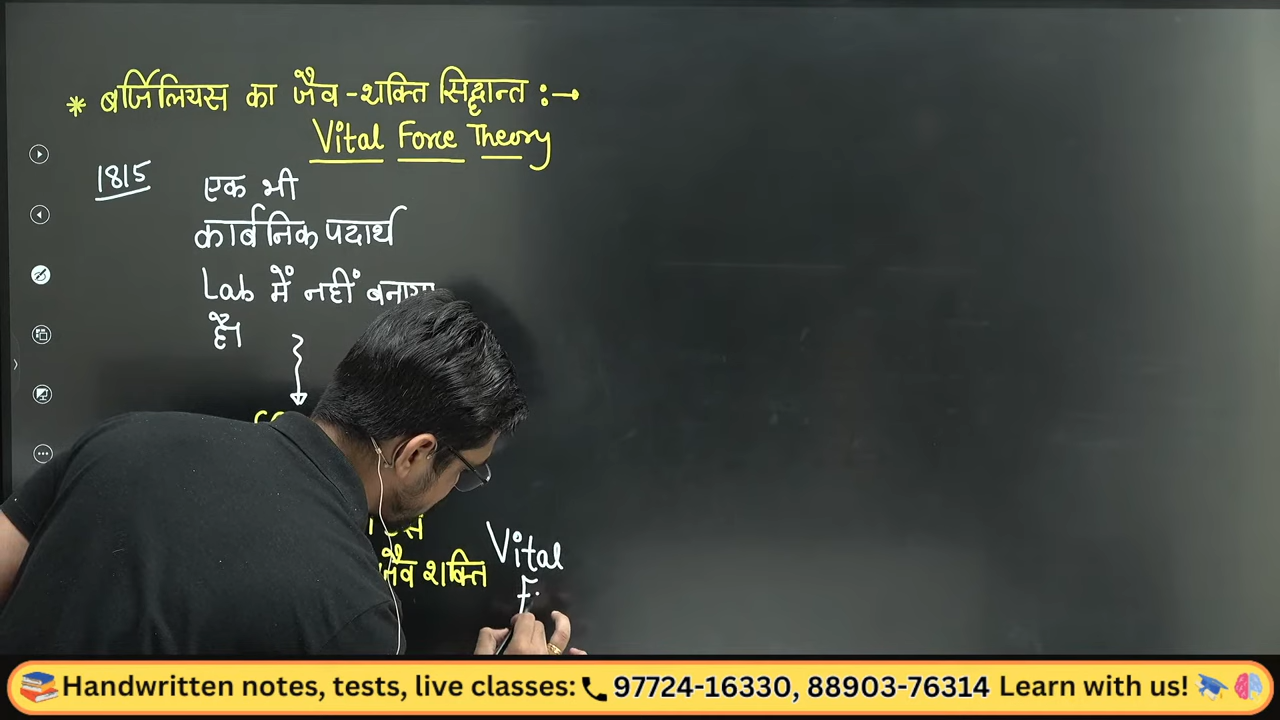 * बर्जिलियस का जैव-शक्ति सिद्धान्त :→
Vital Force Theory
1815
एक भी
कार्बनिक पदार्थ
Lab में नहीं बनाया
है।
जैव शक्ति
Vital
F
Handwritten notes, tests, live classes: 97724-16330, 88903-76314 Learn with us!